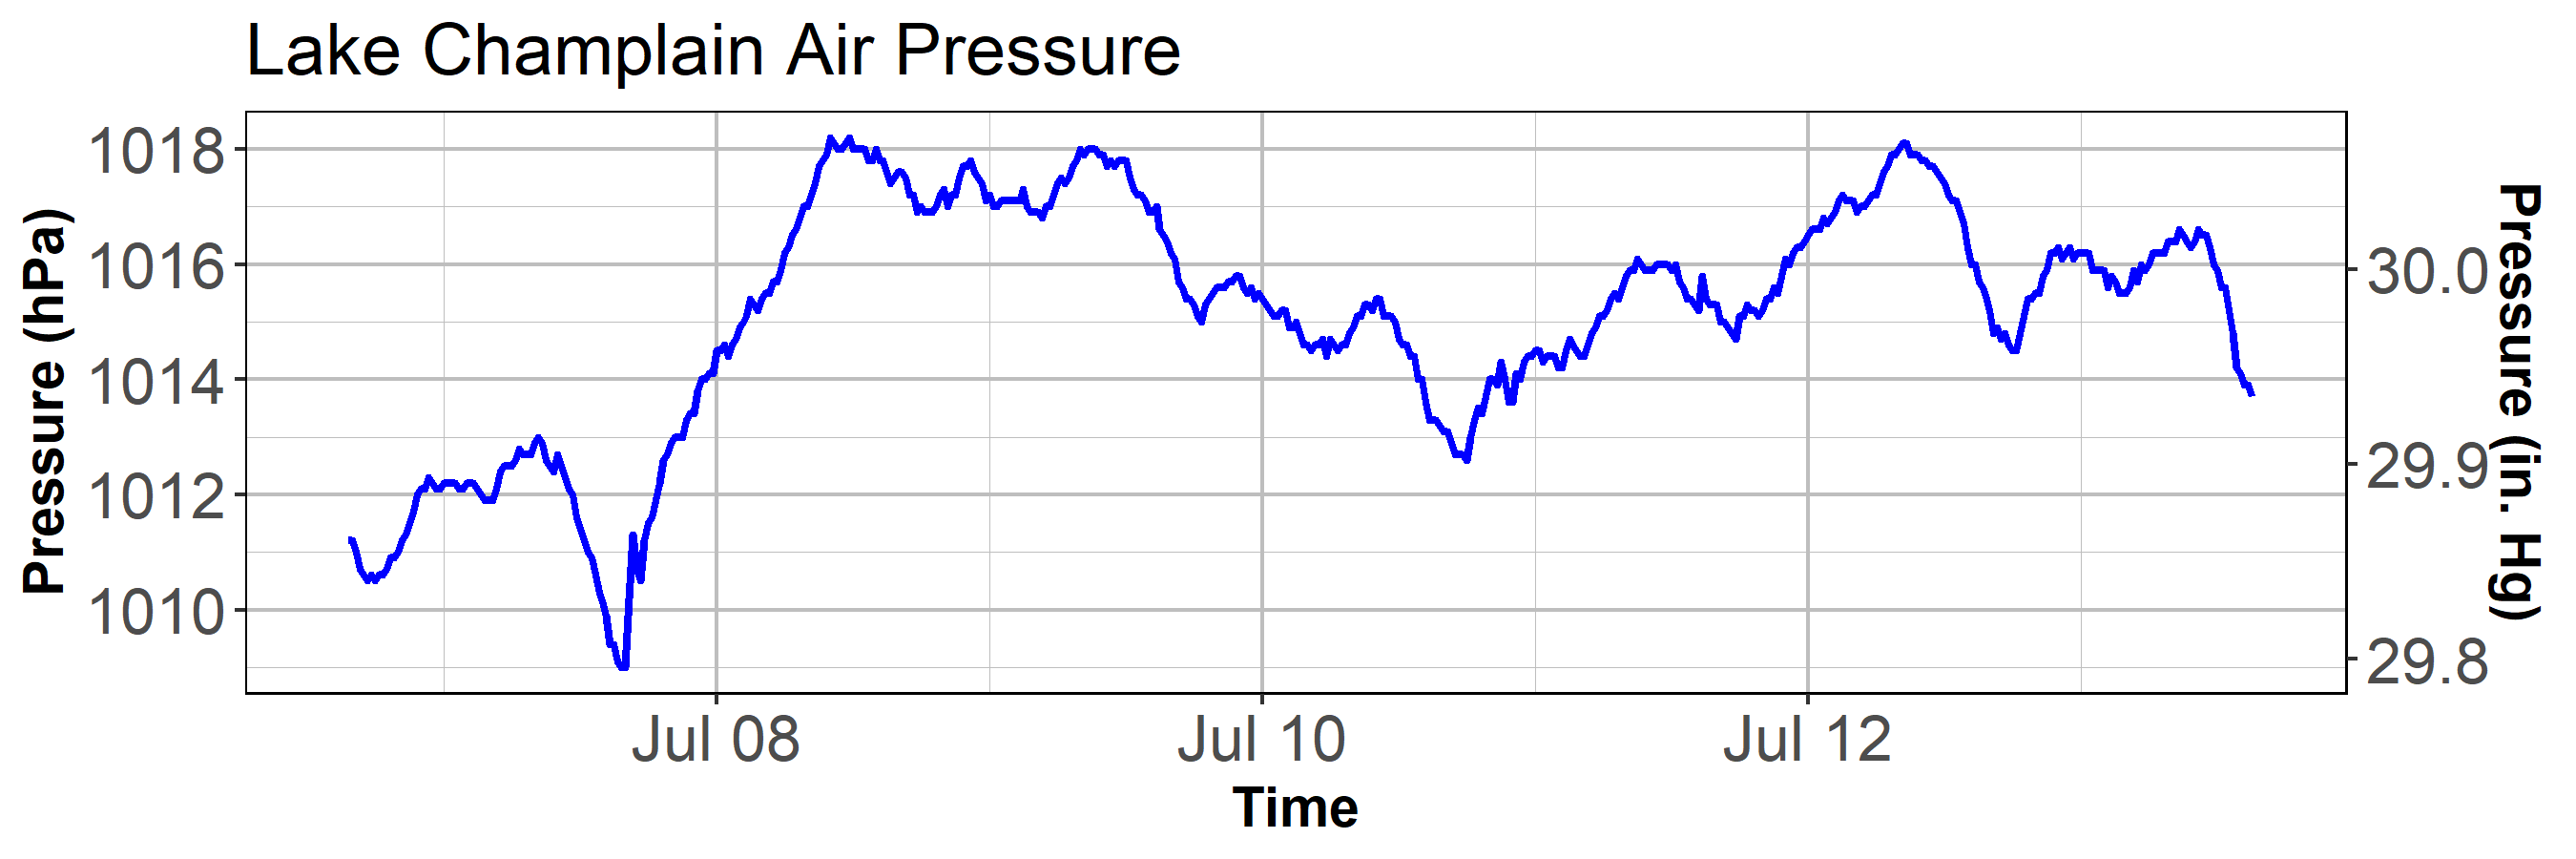 Lake Champlain Air Pressure
Pressure (hPa)
1018
1016
1014
1012
1010
30.0
29.9
29.8
Pressure (in. Hg)
Jul 08
Jul 10
Jul 12
Time